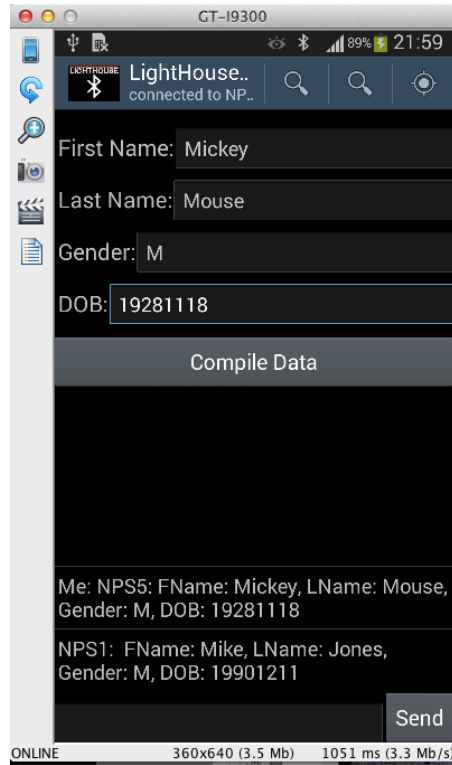 GT-I9300
89% 21:59
LIGHTHOUSE
LightHouse..
connected to NP..
First Name: Mickey
Last Name: Mouse
Gender: M
DOB: 19281118
Compile Data
Me: NPS5: FName: Mickey, LName: Mouse,
Gender: M, DOB: 19281118
NPS1:  FName: Mike, LName: Jones,
Gender: M, DOB: 19901211
Send
ONLINE 360x640 (3.5 Mb) 1051 ms (3.3 Mb/s)